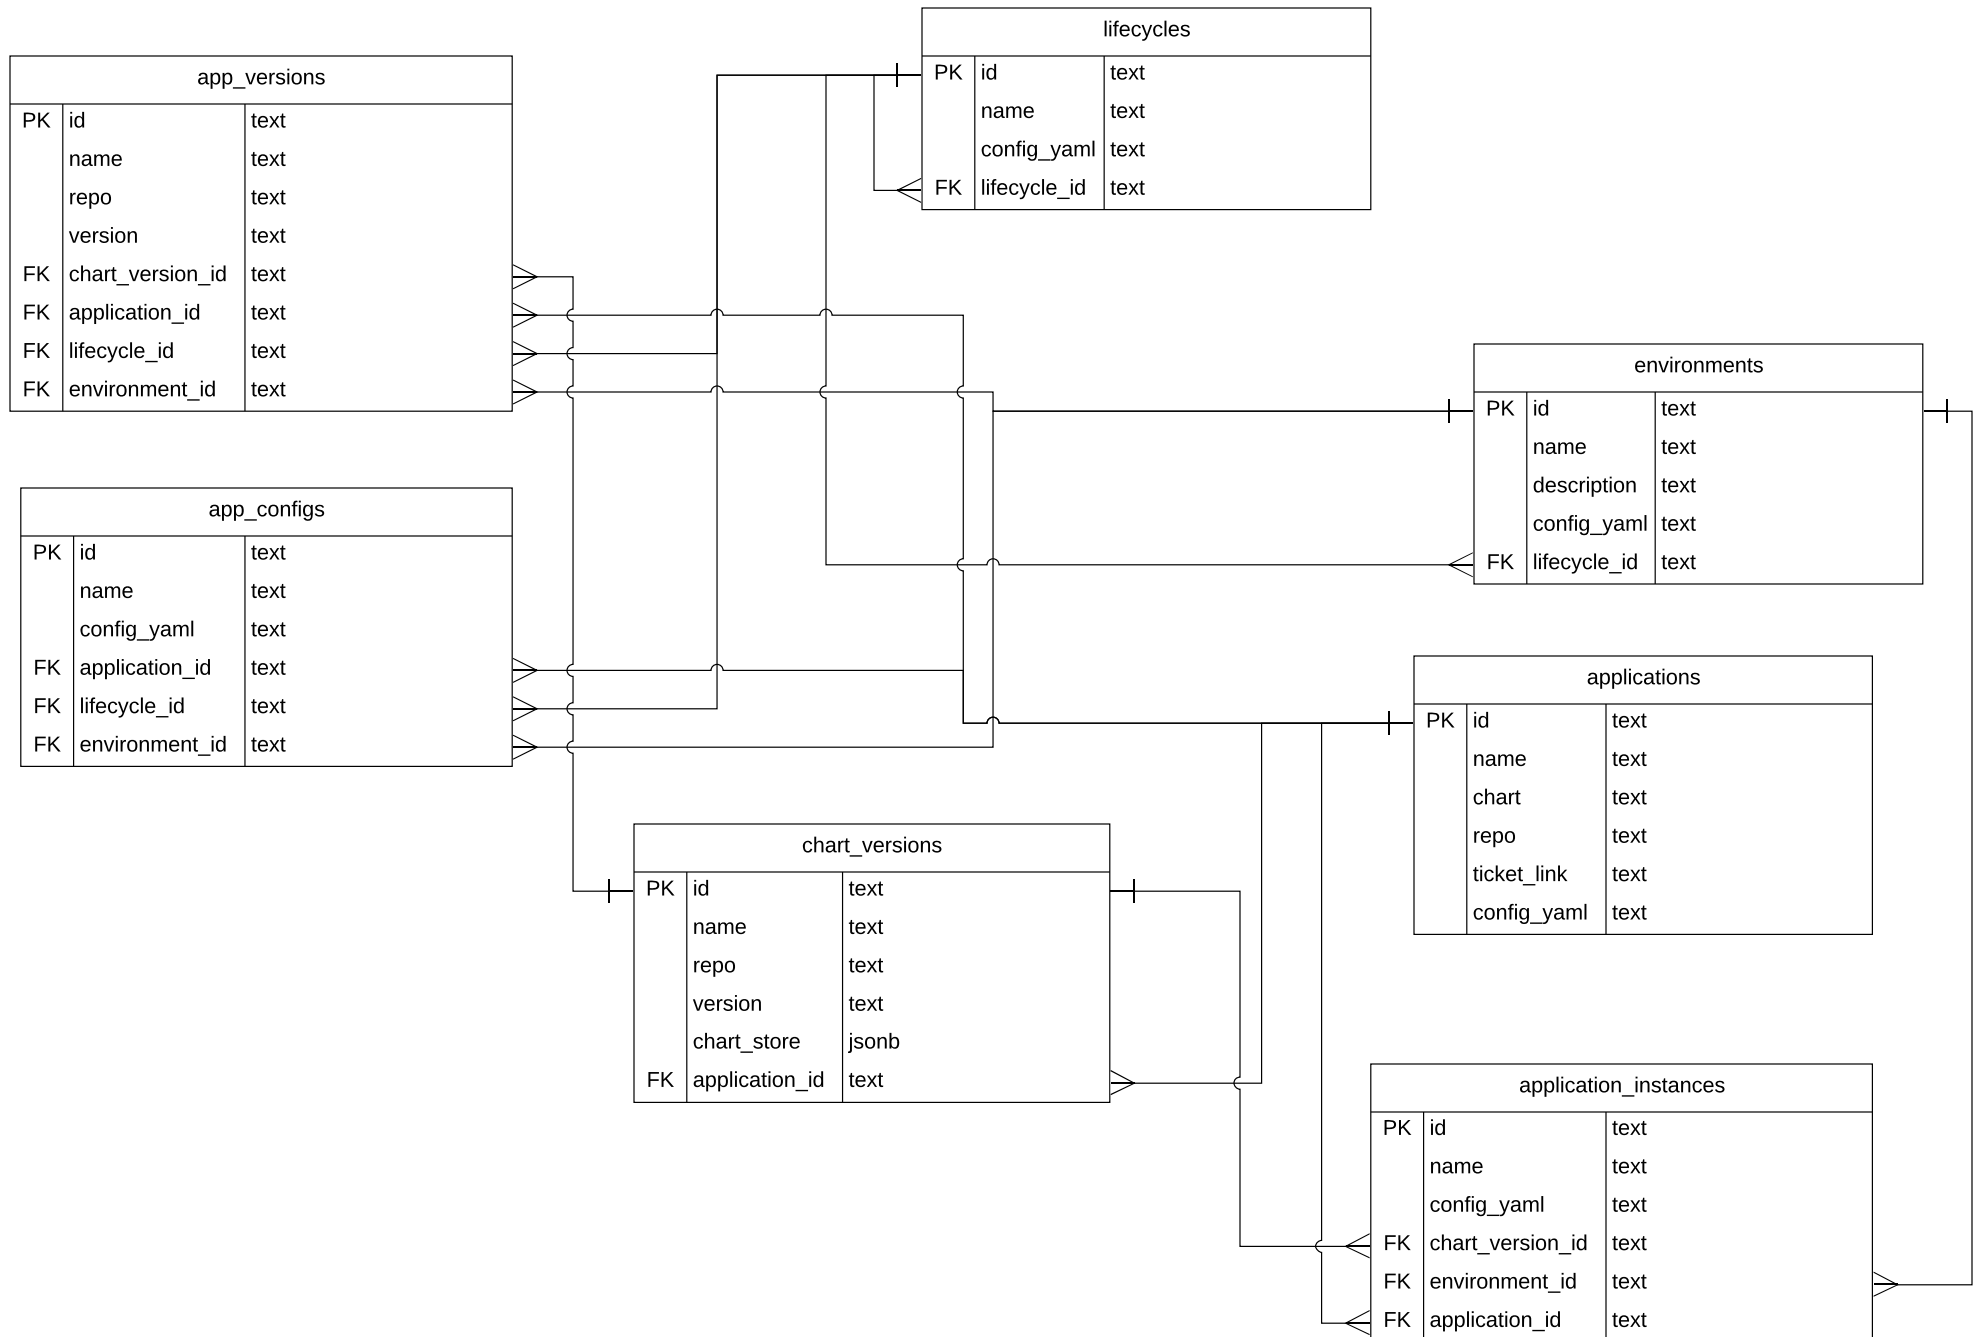 lifecycles
PK id text
name text
config_yaml text
FK lifecycle_id text
app_versions
PK id text
name text
repo text
version text
FK chart_version_id text
FK application_id text
FK lifecycle_id text
FK environment_id text
environments
PK id text
name text
description text
config_yaml text
FK lifecycle_id text
app_configs
PK id text
name text
config_yaml text
FK application_id text
FK lifecycle_id text
FK environment_id text
applications
PK id text
name text
chart text
repo text
ticket_link text
config_yaml text
chart_versions
PK id text
name text
repo text
version text
chart_store jsonb
FK application_id text
application_instances
PK id text
name text
config_yaml text
FK chart_version_id text
FK environment_id text
FK application_id text